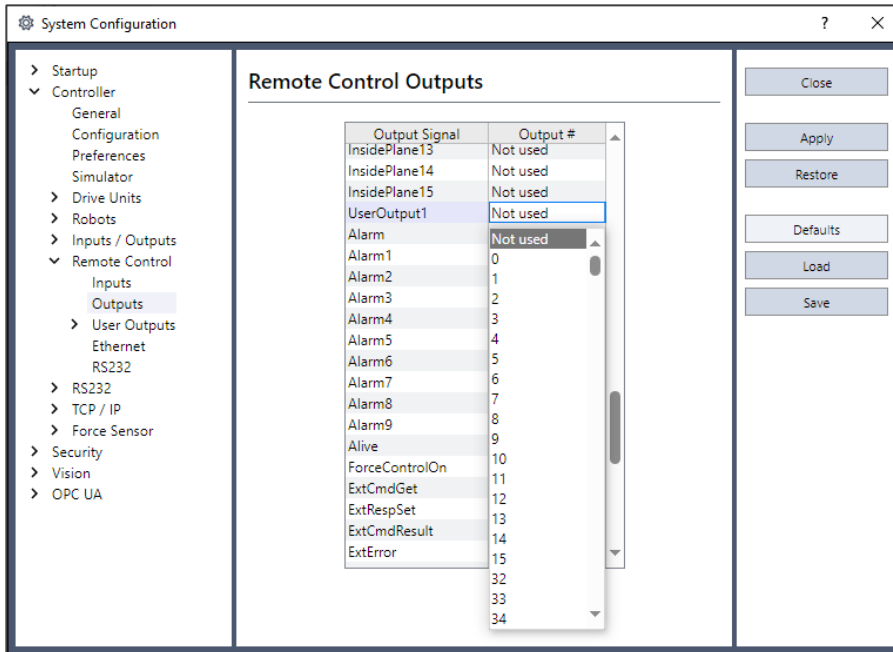 System Configuration
?
Startup
Controller
General
Configuration
Preferences
Simulator
Drive Units
Robots
Inputs / Outputs
Remote Control
Inputs
Outputs
User Outputs
Ethernet
RS232
RS232
TCP / IP
Force Sensor
Security
Vision
OPC UA
Remote Control Outputs
Output Signal Output #
InsidePlane13 Not used
InsidePlane14 Not used
InsidePlane15 Not used
UserOutput1 Not used
Alarm
Alarm1
Alarm2
Alarm3
Alarm4
Alarm5
Alarm6
Alarm7
Alarm8
Alarm9
Alive
ForceControlOn
ExtCmdGet
ExtRespSet
ExtCmdResult
ExtError
Not used
0
1
2
3
4
5
6
7
8
9
10
11
12
13
14
15
32
33
34
Close
Apply
Restore
Defaults
Load
Save